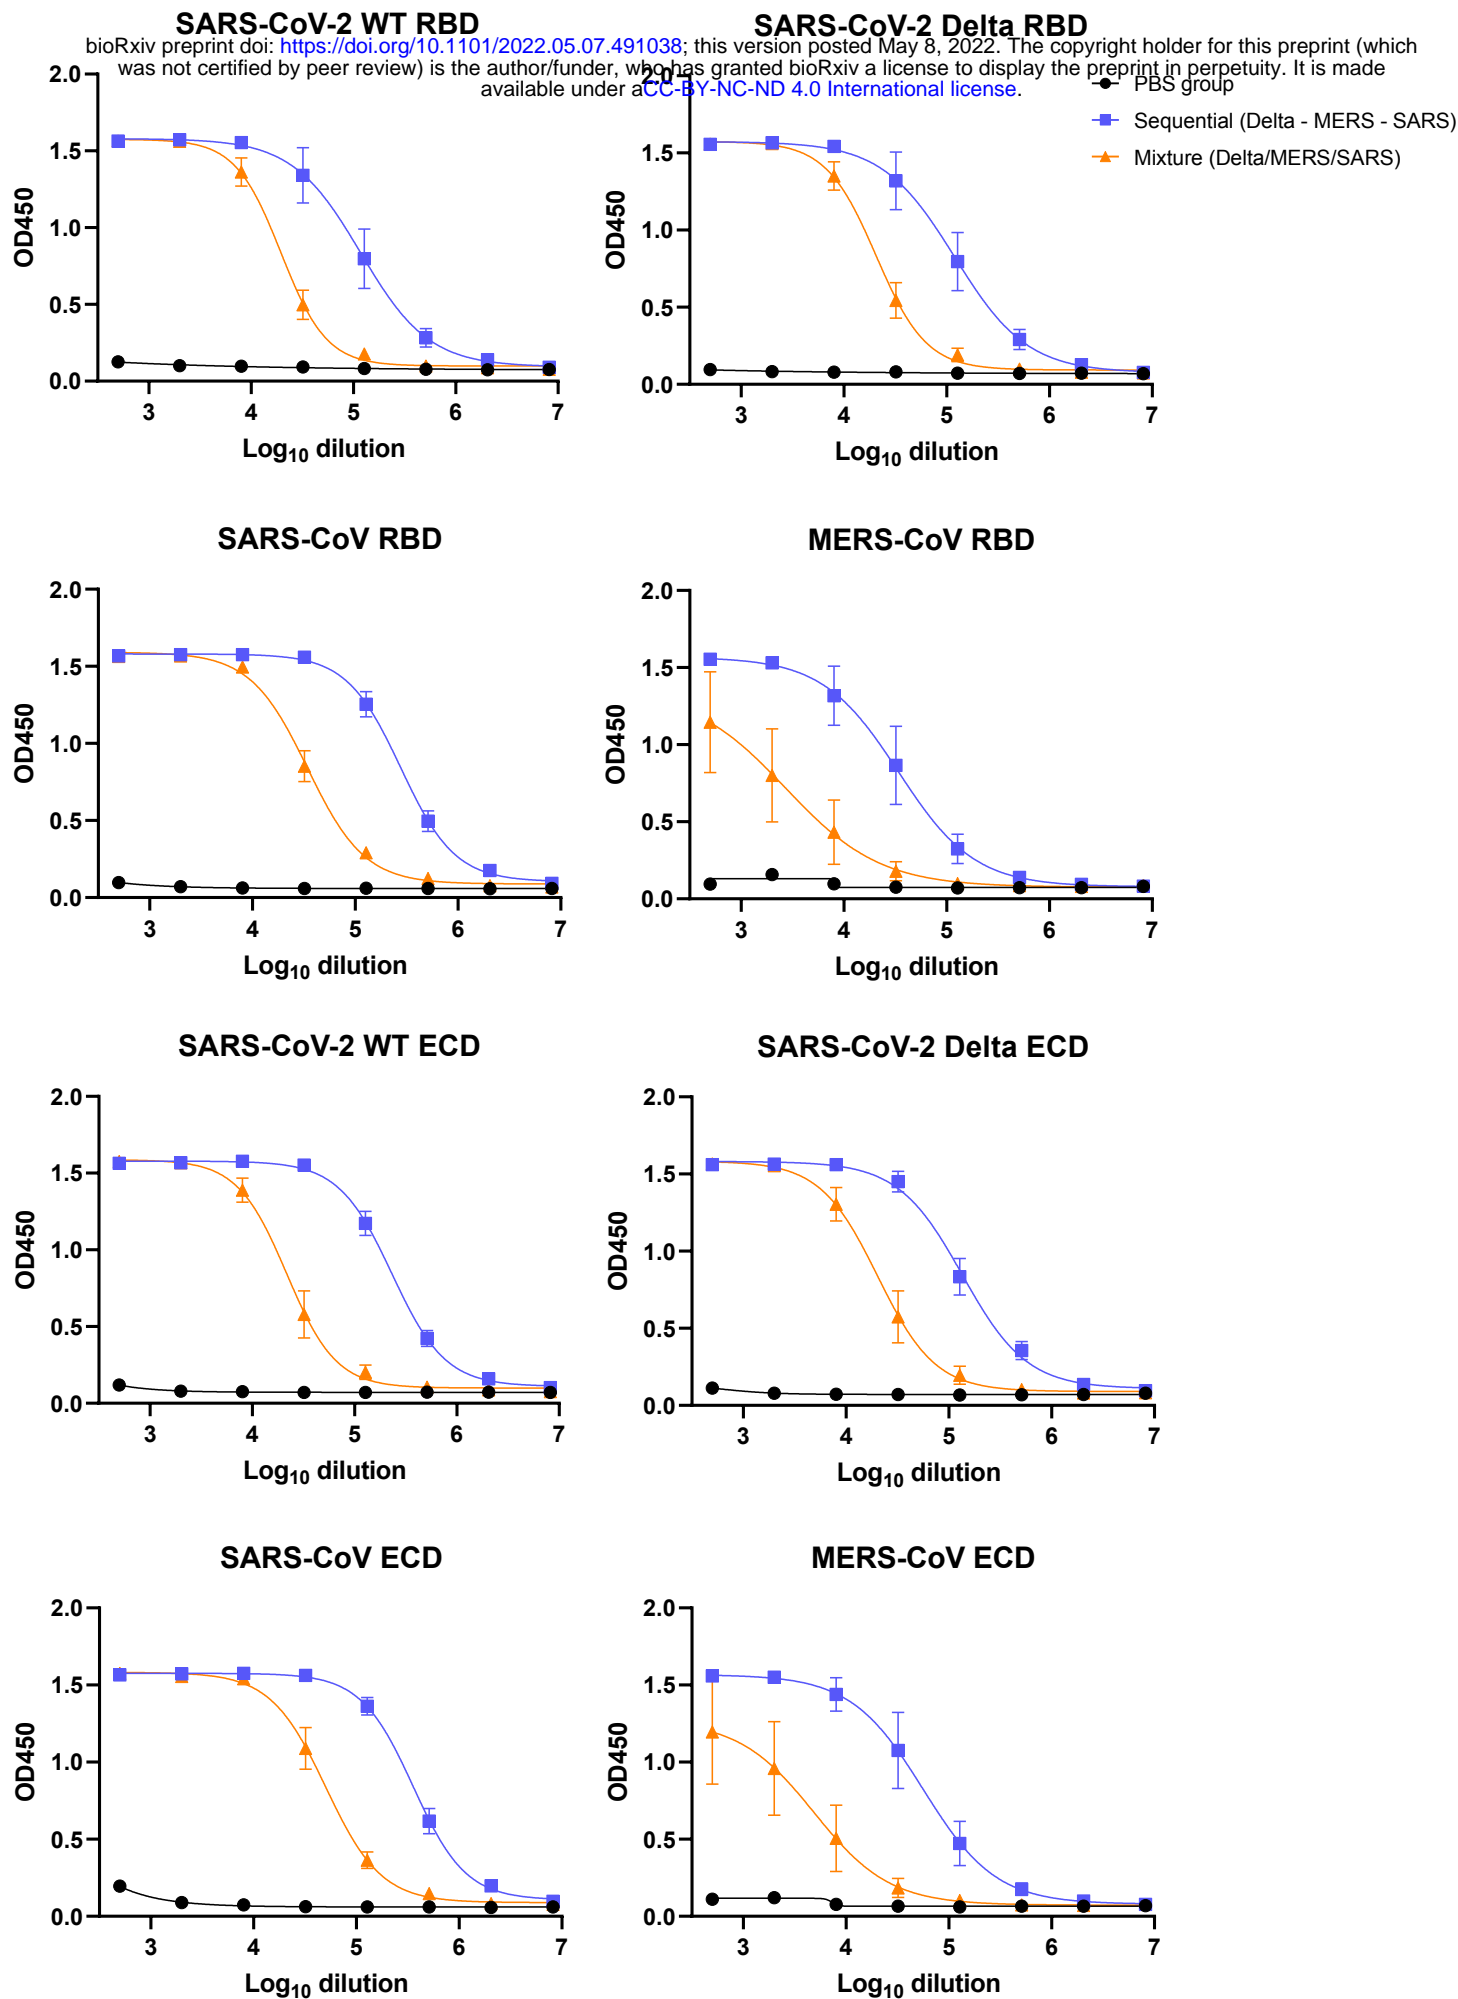 SARS-CoV-2 WT RBD
SARS-CoV-2 Delta RBD
bioRxiv preprint doi: https://doi.org/10.1101/2022.05.07.491038; this version posted May 8, 2022. The copyright holder for this preprint (which
was not certified by peer review) is the author/funder, who has granted bioRxiv a license to display the preprint in perpetuity. It is made
available under aCC-BY-NC-ND 4.0 International license.
PBS group
Sequential (Delta - MERS - SARS)
Mixture (Delta/MERS/SARS)
2.0
1.5
1.0
0.5
0.0
OD450
3 4 5 6 7
Log10 dilution
2.0
1.5
1.0
0.5
0.0
OD450
3 4 5 6 7
Log10 dilution
SARS-CoV RBD
2.0
1.5
1.0
0.5
0.0
OD450
3 4 5 6 7
Log10 dilution
MERS-CoV RBD
2.0
1.5
1.0
0.5
0.0
OD450
3 4 5 6 7
Log10 dilution
SARS-CoV-2 WT ECD
2.0
1.5
1.0
0.5
0.0
OD450
3 4 5 6 7
Log10 dilution
SARS-CoV-2 Delta ECD
2.0
1.5
1.0
0.5
0.0
OD450
3 4 5 6 7
Log10 dilution
SARS-CoV ECD
2.0
1.5
1.0
0.5
0.0
OD450
3 4 5 6 7
Log10 dilution
MERS-CoV ECD
2.0
1.5
1.0
0.5
0.0
OD450
3 4 5 6 7
Log10 dilution